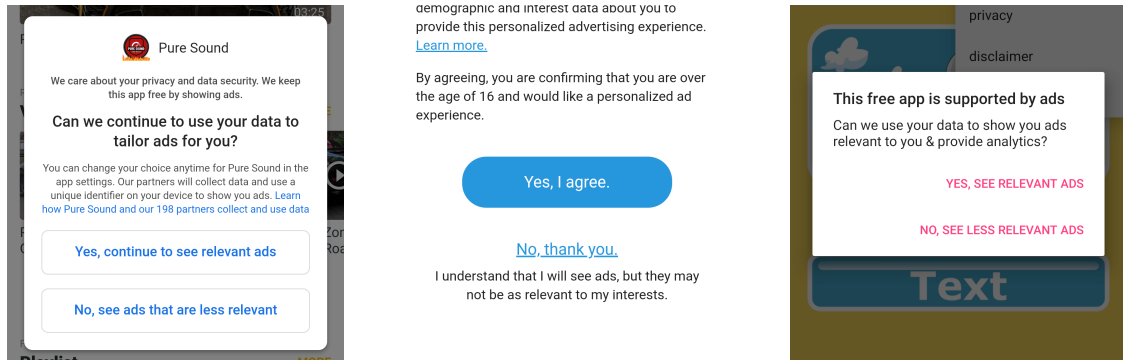 03:25
Pure Sound
We care about your privacy and data security. We keep
this app free by showing ads.
Can we continue to use your data to
tailor ads for you?
You can change your choice anytime for Pure Sound in the
app settings. Our partners will collect data and use a
unique identifier on your device to show you ads. Learn
how Pure Sound and our 198 partners collect and use data
Yes, continue to see relevant ads
No, see ads that are less relevant
demographic and interest data about you to
provide this personalized advertising experience.
Learn more.
By agreeing, you are confirming that you are over
the age of 16 and would like a personalized ad
experience.
Yes, I agree.
No, thank you.
I understand that I will see ads, but they may
not be as relevant to my interests.
privacy
disclaimer
This free app is supported by ads
Can we use your data to show you ads
relevant to you & provide analytics?
YES, SEE RELEVANT ADS
NO, SEE LESS RELEVANT ADS
Text